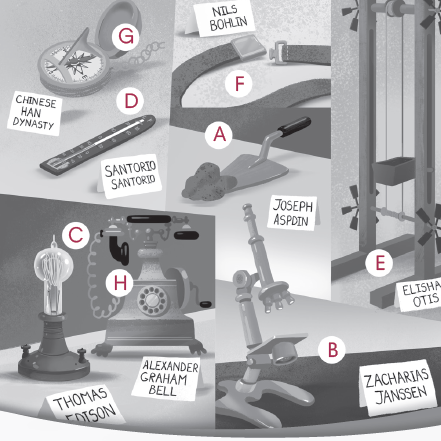 NILS
BOHLIN
G
F
CHINESE
HAN
DYNASTY
D
SANTORIO
SANTORIO
A
JOSEPH
ASPDIN
C
H
E
ELISHA
OTIS
B
THOMAS
EDISON
ALEXANDER
GRAHAM
BELL
ZACHARIAS
JANSSEN